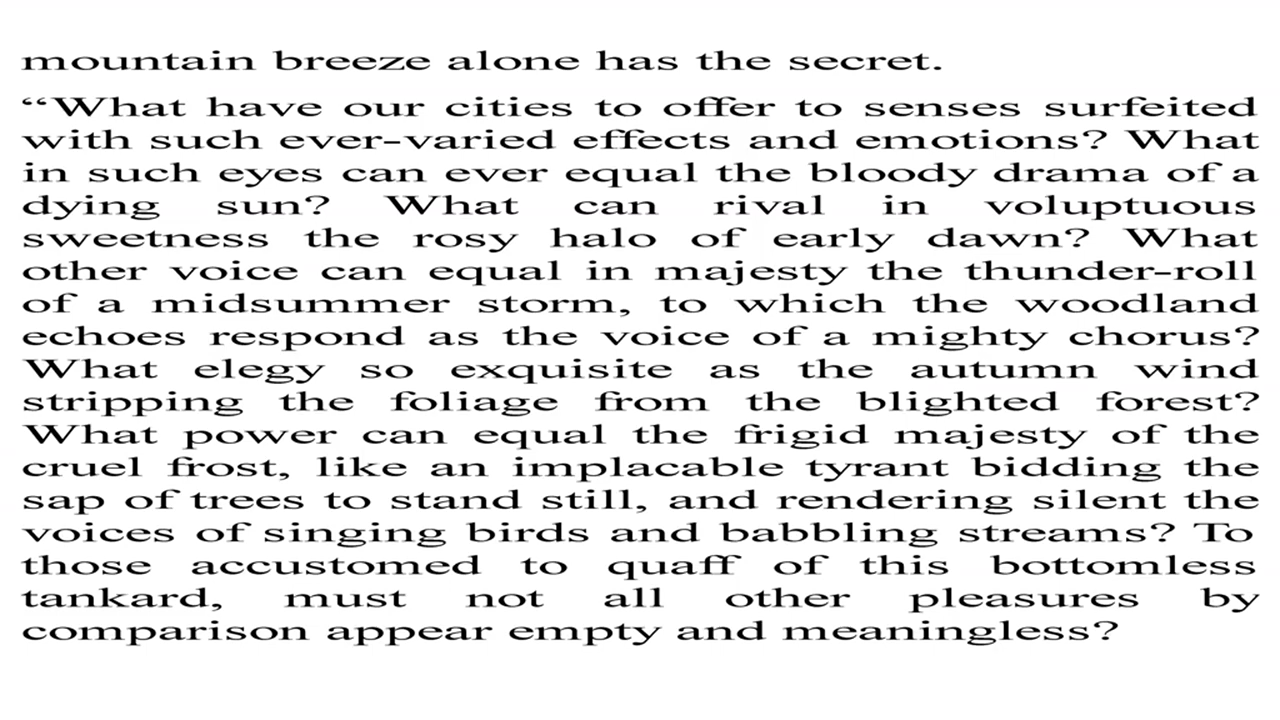 mountain breeze alone has the secret.
“What have our cities to offer to senses surfeited
with such ever-varied effects and emotions? What
in such eyes can ever equal the bloody drama of a
dying sun? What can rival in voluptuous
sweetness the rosy halo of early dawn? What
other voice can equal in majesty the thunder-roll
of a midsummer storm, to which the woodland
echoes respond as the voice of a mighty chorus?
What elegy so exquisite as the autumn wind
stripping the foliage from the blighted forest?
What power can equal the frigid majesty of the
cruel frost, like an implacable tyrant bidding the
sap of trees to stand still, and rendering silent the
voices of singing birds and babbling streams? To
those accustomed to quaff of this bottomless
tankard, must not all other pleasures by
comparison appear empty and meaningless?